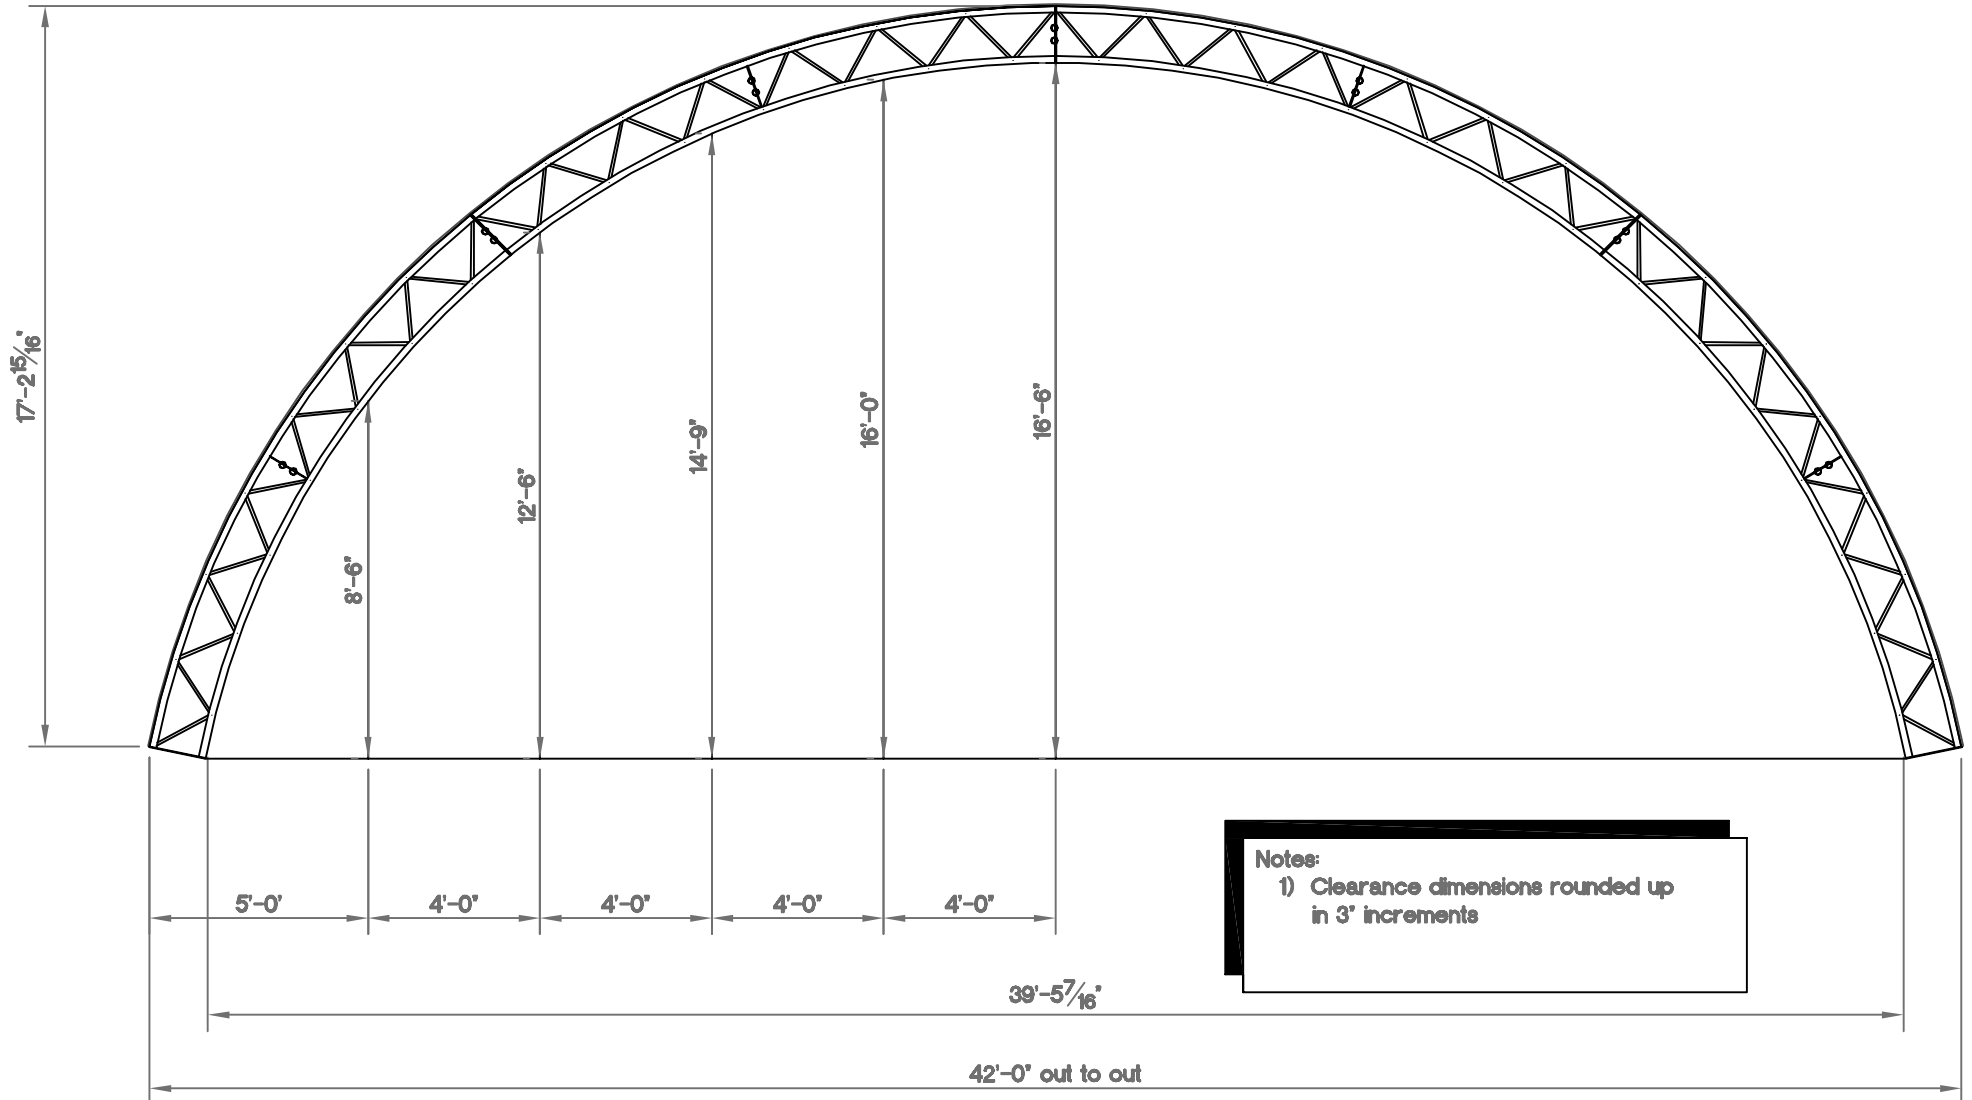 17'-2 15/16"
8'-6"
12'-6"
14'-9"
16'-0"
16'-6"
5'-0" 4'-0" 4'-0" 4'-0" 4'-0"
39'-5 7/16"
42'-0" out to out
Notes:
1) Clearance dimensions rounded up
in 3" increments